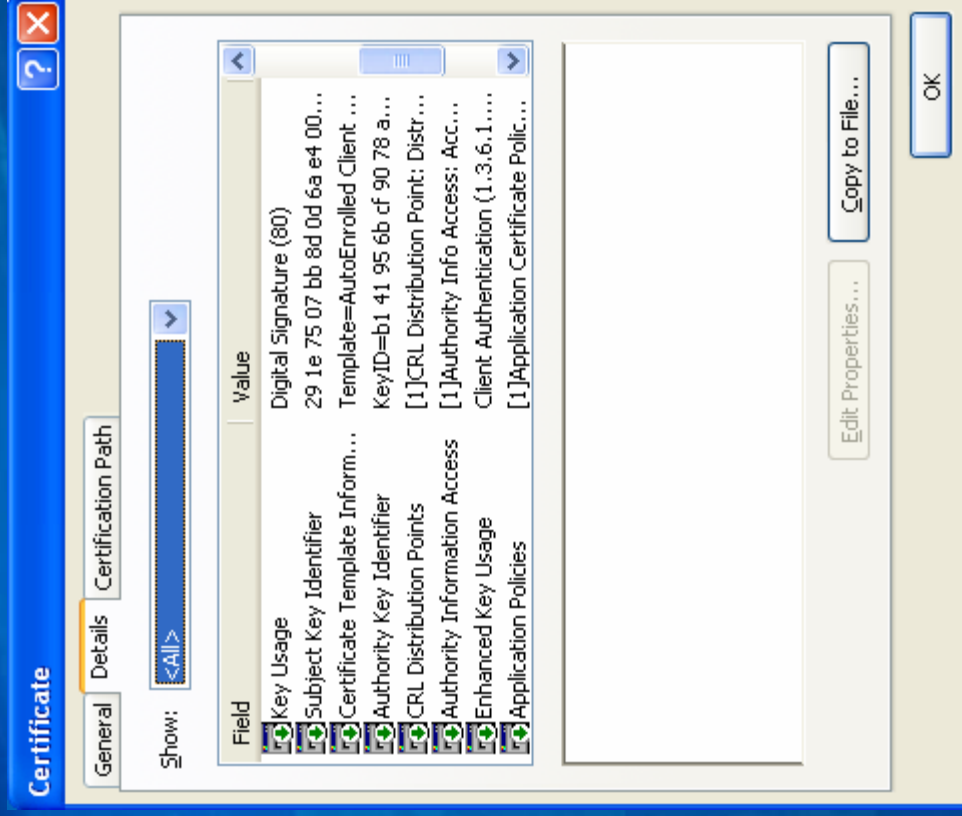 Certificate
General Details Certification Path
Show: <All>
Field Value
Key Usage Digital Signature (80)
Subject Key Identifier 29 1e 75 07 bb 8d 0d 6a e4 00...
Certificate Template Inform... Template=AutoEnrolled Client ...
Authority Key Identifier KeyID=b1 41 95 6b cf 90 78 a...
CRL Distribution Points [1]CRL Distribution Point: Distr...
Authority Information Access [1]Authority Info Access: Acc...
Enhanced Key Usage Client Authentication (1.3.6.1....
Application Policies [1]Application Certificate Polic...
Edit Properties... Copy to File...
OK